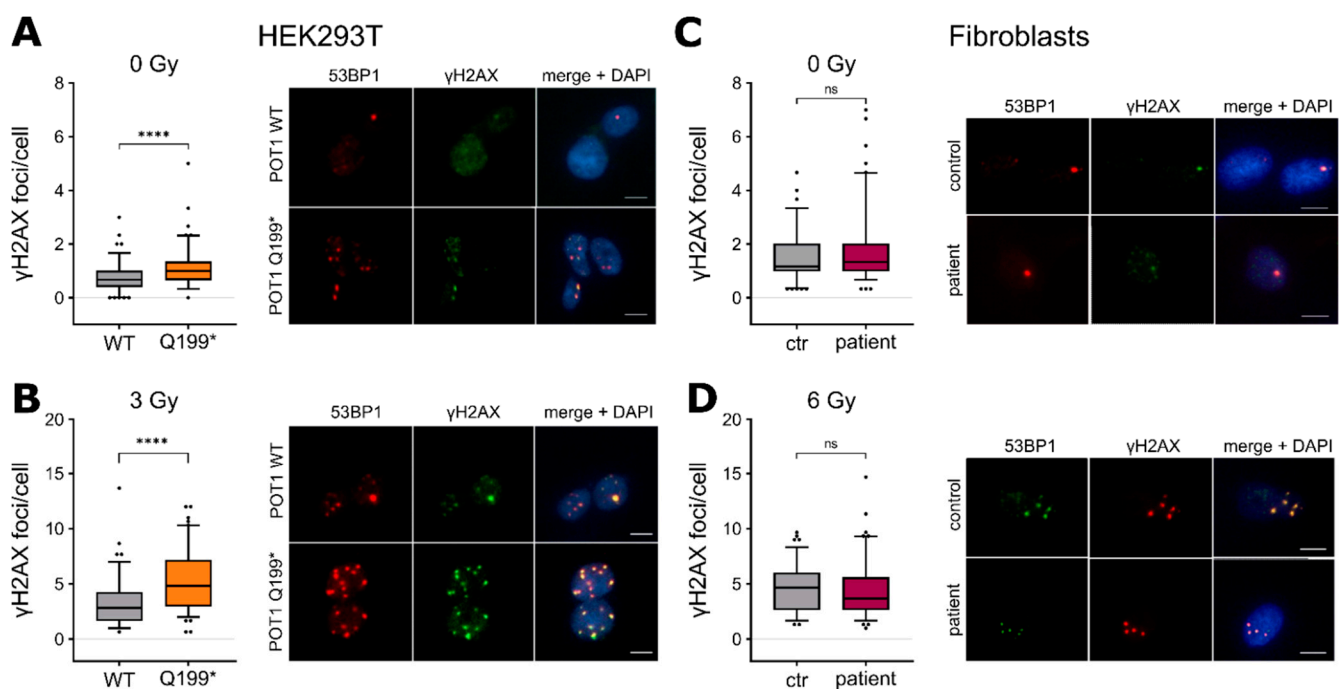 A
HEK293T
0 Gy
8
6
4
2
0
γH2AX foci/cell
****
WT Q199*
53BP1 γH2AX merge + DAPI
POT1 WT
POT1 Q199*
B
3 Gy
20
15
10
5
0
γH2AX foci/cell
****
WT Q199*
53BP1 γH2AX merge + DAPI
POT1 WT
POT1 Q199*
C
Fibroblasts
0 Gy
8
6
4
2
0
γH2AX foci/cell
ns
ctr patient
53BP1 γH2AX merge + DAPI
control
patient
D
6 Gy
20
15
10
5
0
γH2AX foci/cell
ns
ctr patient
53BP1 γH2AX merge + DAPI
control
patient